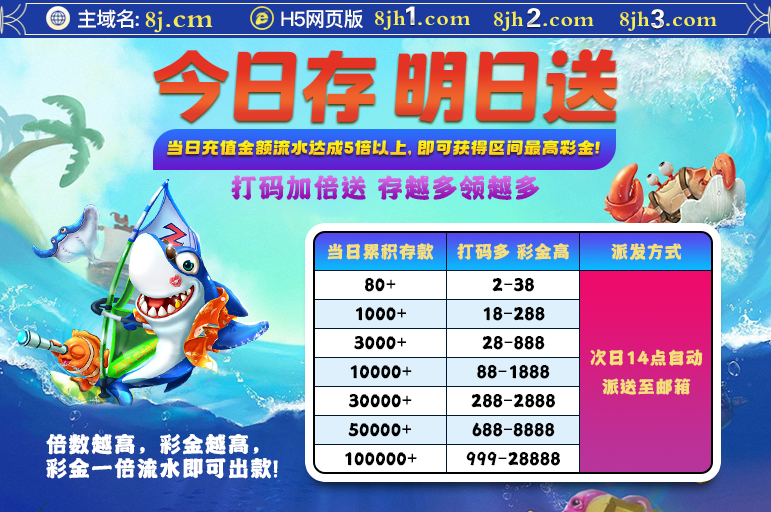 主域名: 8j.cm H5网页版 8jh1.com 8jh2.com 8jh3.com
今日存 明日送
当日充值金额流水达成5倍以上, 即可获得区间最高彩金!
打码加倍送 存越多领越多
当日累积存款 打码多 彩金高 派发方式
80+ 2-38
1000+ 18-288
3000+ 28-888
10000+ 88-1888
30000+ 288-2888
50000+ 688-8888
100000+ 999-28888
次日14点自动
派送至邮箱
倍数越高，彩金越高，
彩金一倍流水即可出款!